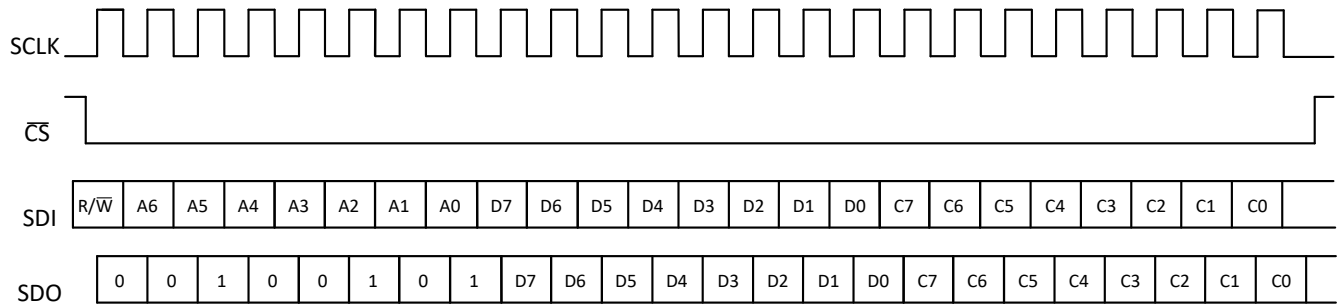 SCLK
C̅S̅
SDI R/W̅ A6 A5 A4 A3 A2 A1 A0 D7 D6 D5 D4 D3 D2 D1 D0 C7 C6 C5 C4 C3 C2 C1 C0
SDO 0 0 1 0 0 1 0 1 D7 D6 D5 D4 D3 D2 D1 D0 C7 C6 C5 C4 C3 C2 C1 C0